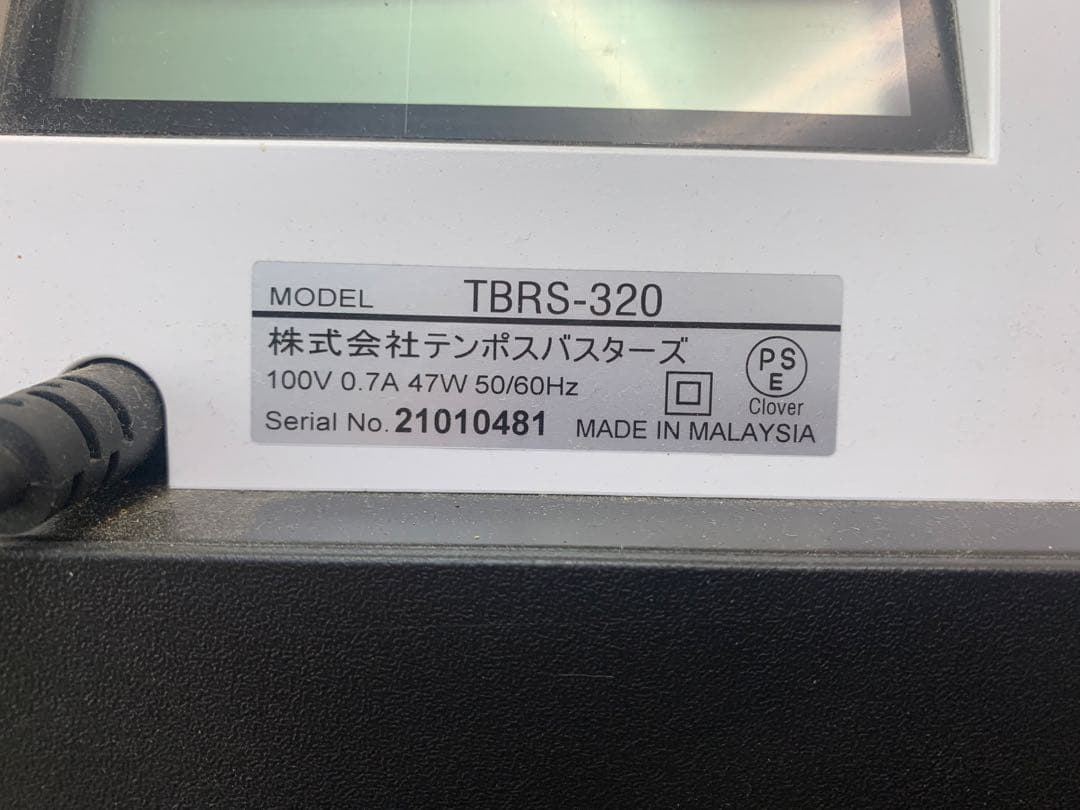 MODEL TBRS-320
株式会社テンポスバスターズ
100V 0.7A 47W 50/60Hz
Serial No. 21010481
MADE IN MALAYSIA
PS
E
Clover